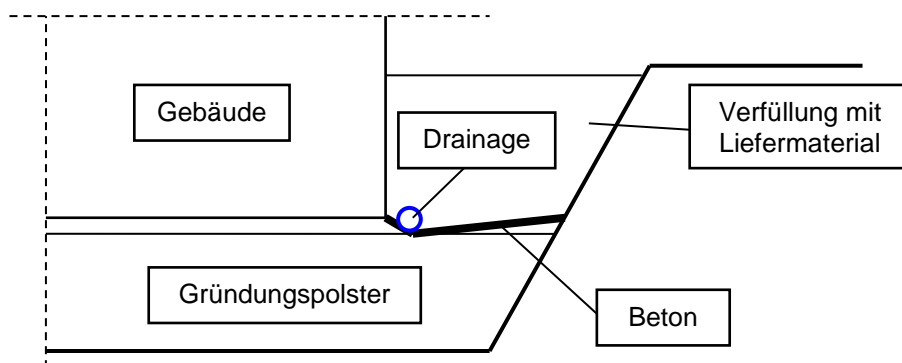 Gebäude
Verfüllung mit
Liefermaterial
Drainage
Gründungspolster
Beton